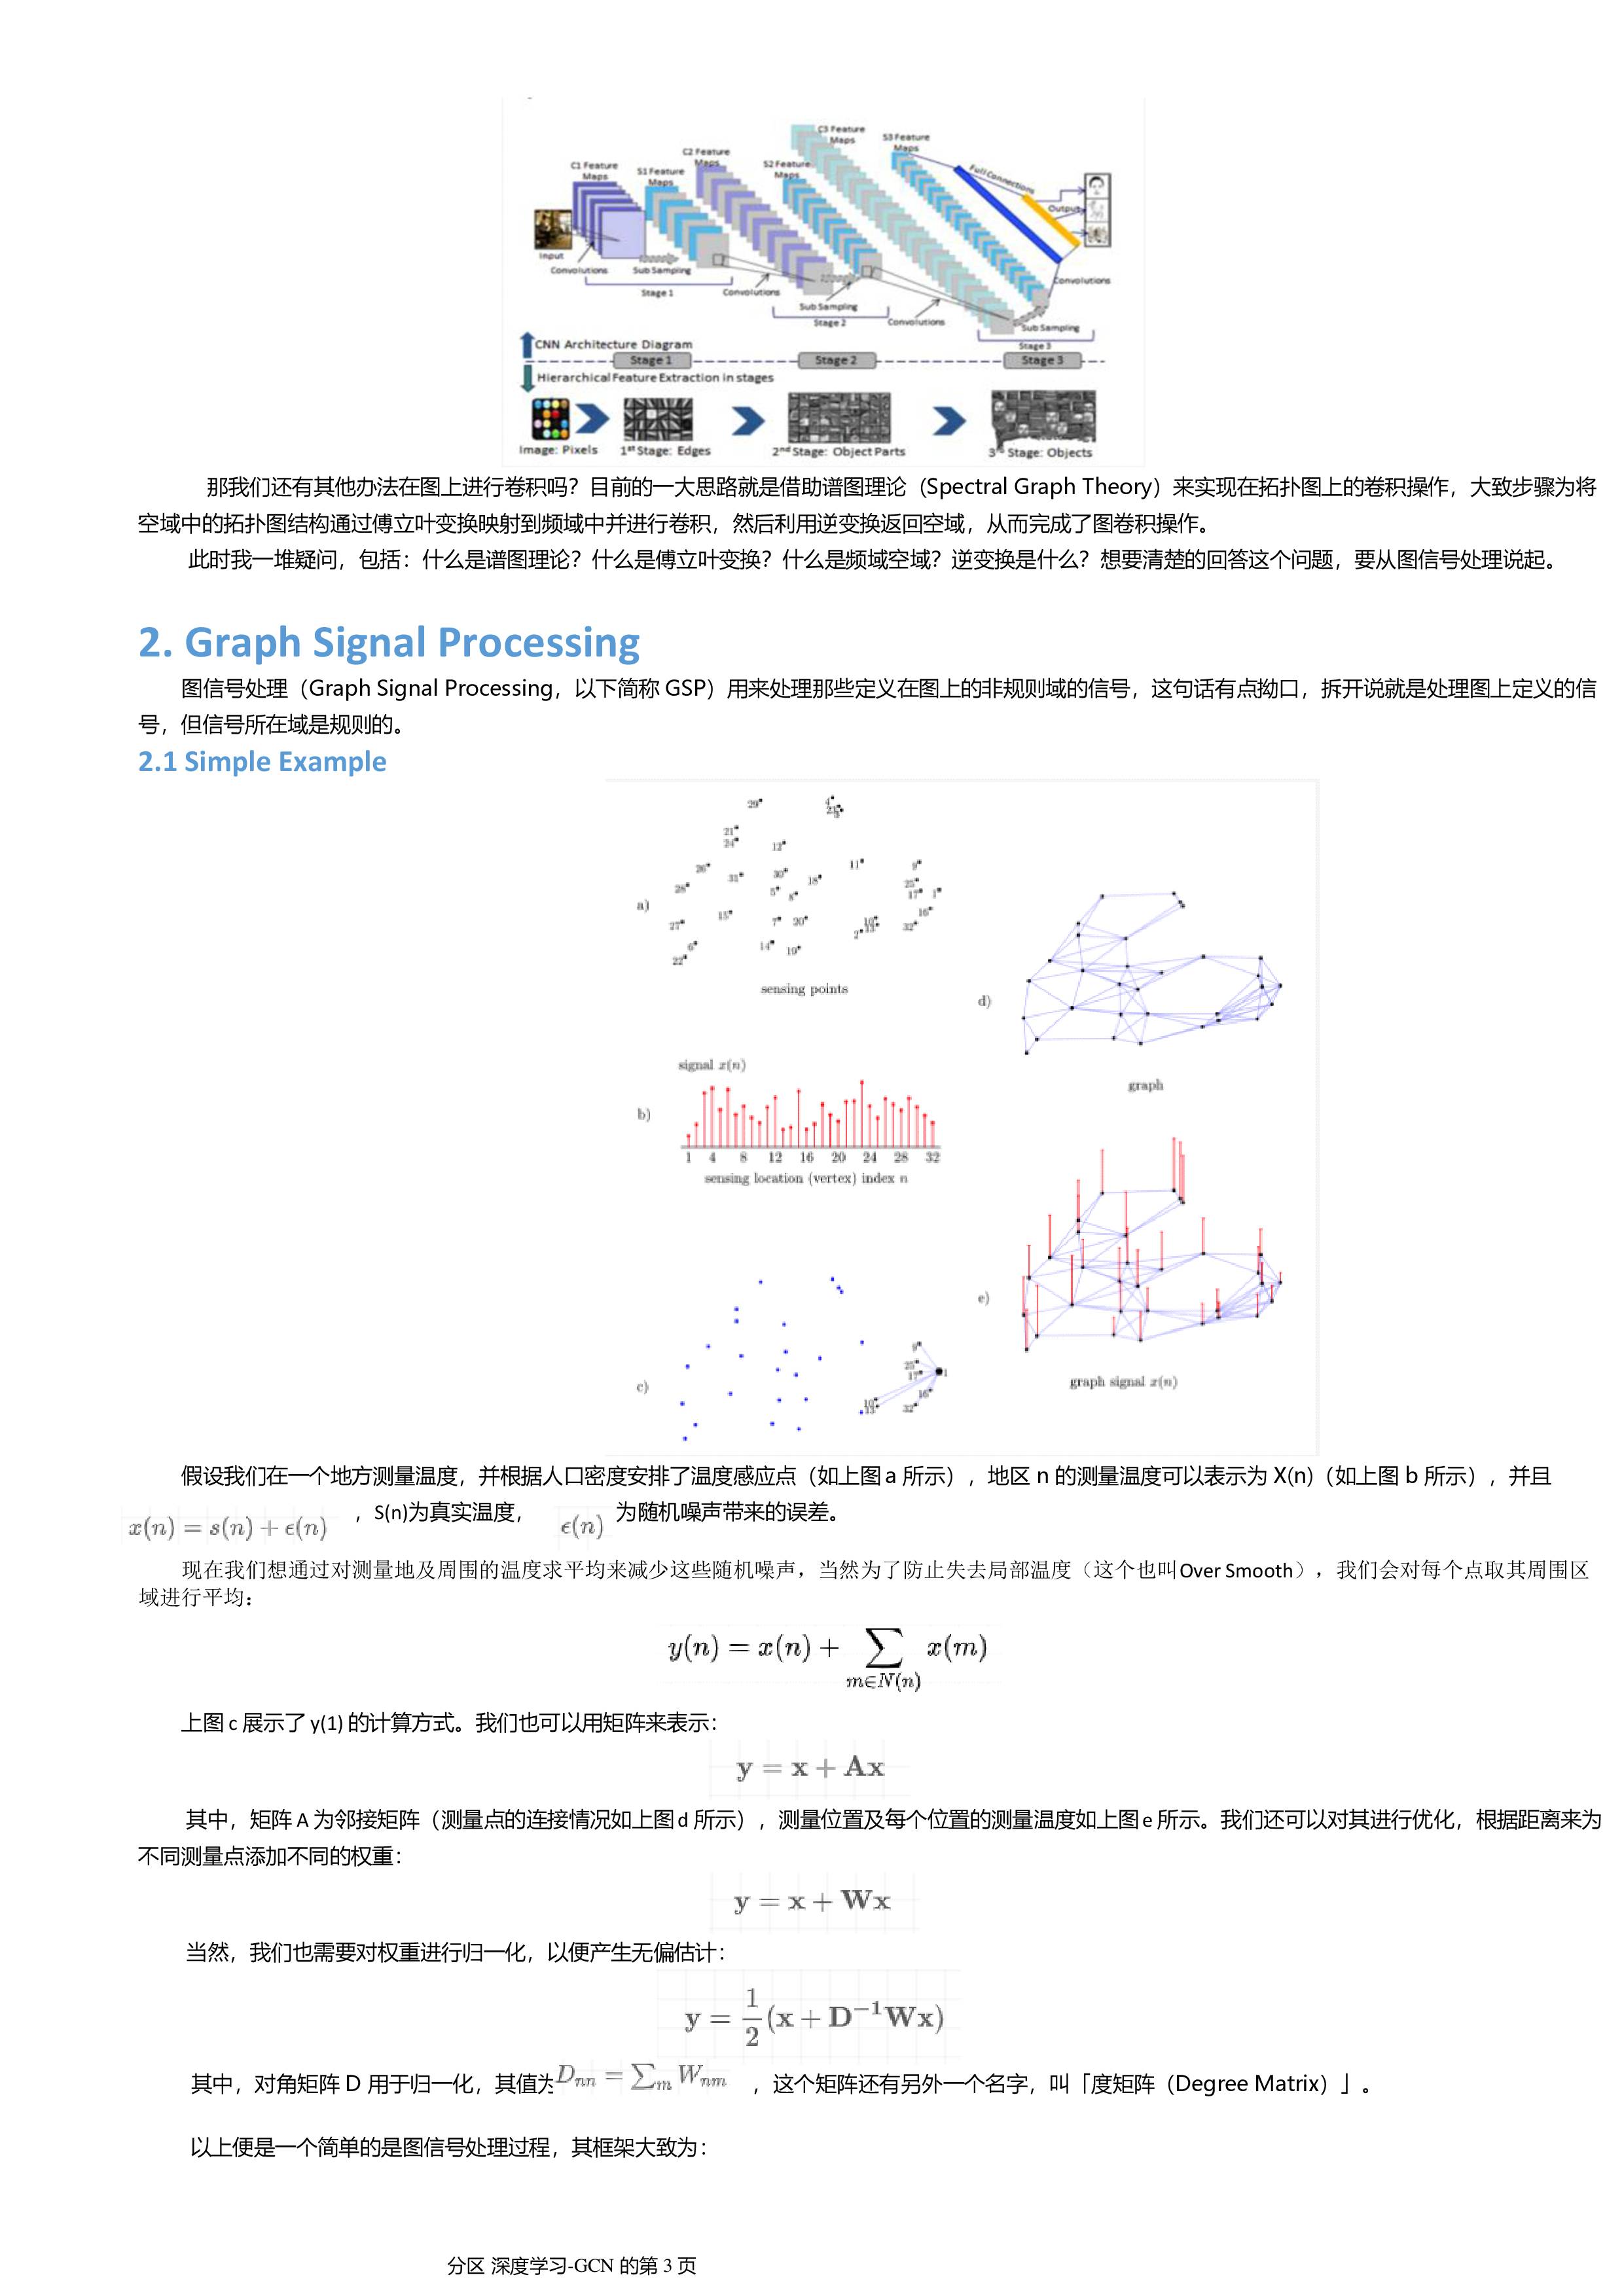 C3 Feature Maps
S3 Feature Maps
C2 Feature Maps
S2 Feature Maps
C1 Feature Maps
S1 Feature Maps
Full Connections
Output
Input
Convolutions
Sub Sampling
Stage 1
Convolutions
Sub Sampling
Stage 2
Convolutions
Convolutions
Sub Sampling
Stage 3
CNN Architecture Diagram
Stage 1 Stage 2 Stage 3
Hierarchical Feature Extraction in stages
Image: Pixels 1st Stage: Edges 2nd Stage: Object Parts 3rd Stage: Objects
那我们还有其他办法在图上进行卷积吗？目前的一大思路就是借助谱图理论（Spectral Graph Theory）来实现在拓扑图上的卷积操作，大致步骤为将
空域中的拓扑图结构通过傅立叶变换映射到频域中并进行卷积，然后利用逆变换返回空域，从而完成了图卷积操作。
此时我一堆疑问，包括：什么是谱图理论？什么是傅立叶变换？什么是频域空域？逆变换是什么？想要清楚的回答这个问题，要从图信号处理说起。
2. Graph Signal Processing
图信号处理（Graph Signal Processing，以下简称 GSP）用来处理那些定义在图上的非规则域的信号，这句话有点拗口，拆开说就是处理图上定义的信
号，但信号所在域是规则的。
2.1 Simple Example
a)
29 21 24 12 26 31 30 5 8 18 11 9 25 17 1 28 15 16 27 7 20 10 13 2 32 6 14 19 22
sensing points
signal x(n)
b)
1 4 8 12 16 20 24 28 32
sensing location (vertex) index n
c)
9 25 17 1 16 10 13 32
d)
graph
e)
graph signal x(n)
假设我们在一个地方测量温度，并根据人口密度安排了温度感应点（如上图 a 所示），地区 n 的测量温度可以表示为 X(n)（如上图 b 所示），并且
x(n) = s(n) + ϵ(n) ，S(n)为真实温度， ϵ(n) 为随机噪声带来的误差。
现在我们想通过对测量地及周围的温度求平均来减少这些随机噪声，当然为了防止失去局部温度（这个也叫Over Smooth），我们会对每个点取其周围区
域进行平均：
y(n) = x(n) + ∑ x(m)
m∈N(n)
上图 c 展示了 y(1) 的计算方式。我们也可以用矩阵来表示：
y = x + Ax
其中，矩阵 A 为邻接矩阵（测量点的连接情况如上图 d 所示），测量位置及每个位置的测量温度如上图 e 所示。我们还可以对其进行优化，根据距离来为
不同测量点添加不同的权重：
y = x + Wx
当然，我们也需要对权重进行归一化，以便产生无偏估计：
y = 1/2 (x + D⁻¹Wx)
其中，对角矩阵 D 用于归一化，其值为 Dₙₙ = ∑ₘ Wₙₘ ，这个矩阵还有另外一个名字，叫「度矩阵（Degree Matrix）」。
以上便是一个简单的是图信号处理过程，其框架大致为：
分区 深度学习-GCN 的第 3 页